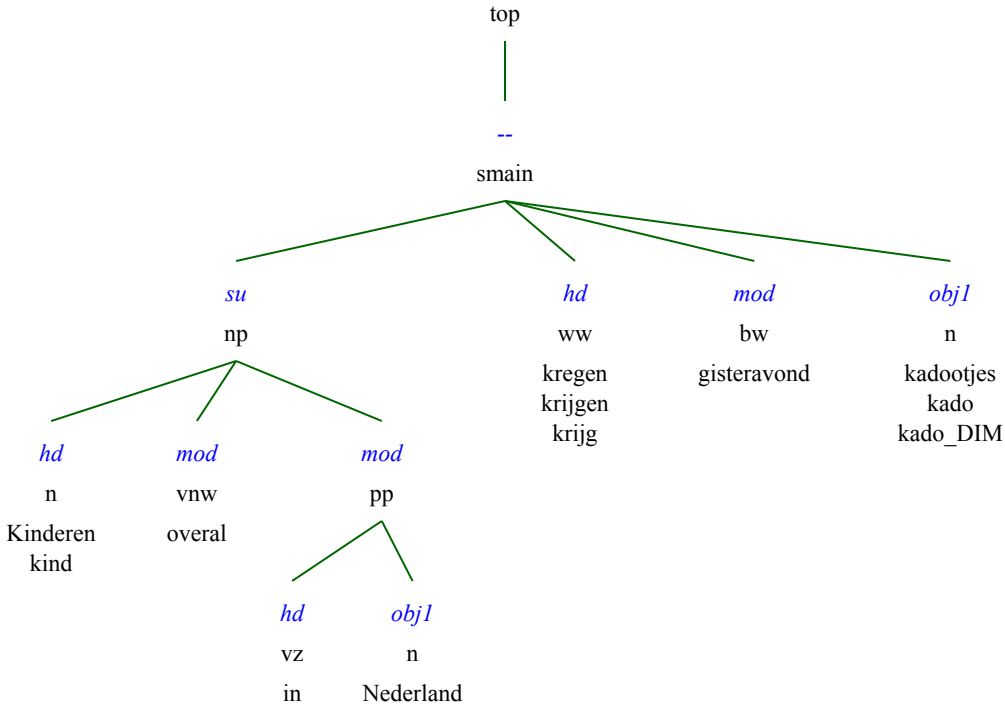 top
--
smain
su hd mod obj1
np ww bw n
kregen gisteravond kadootjes
krijgen kado
krijg kado_DIM
hd mod mod
n vnw pp
Kinderen overal
kind
hd obj1
vz n
in Nederland